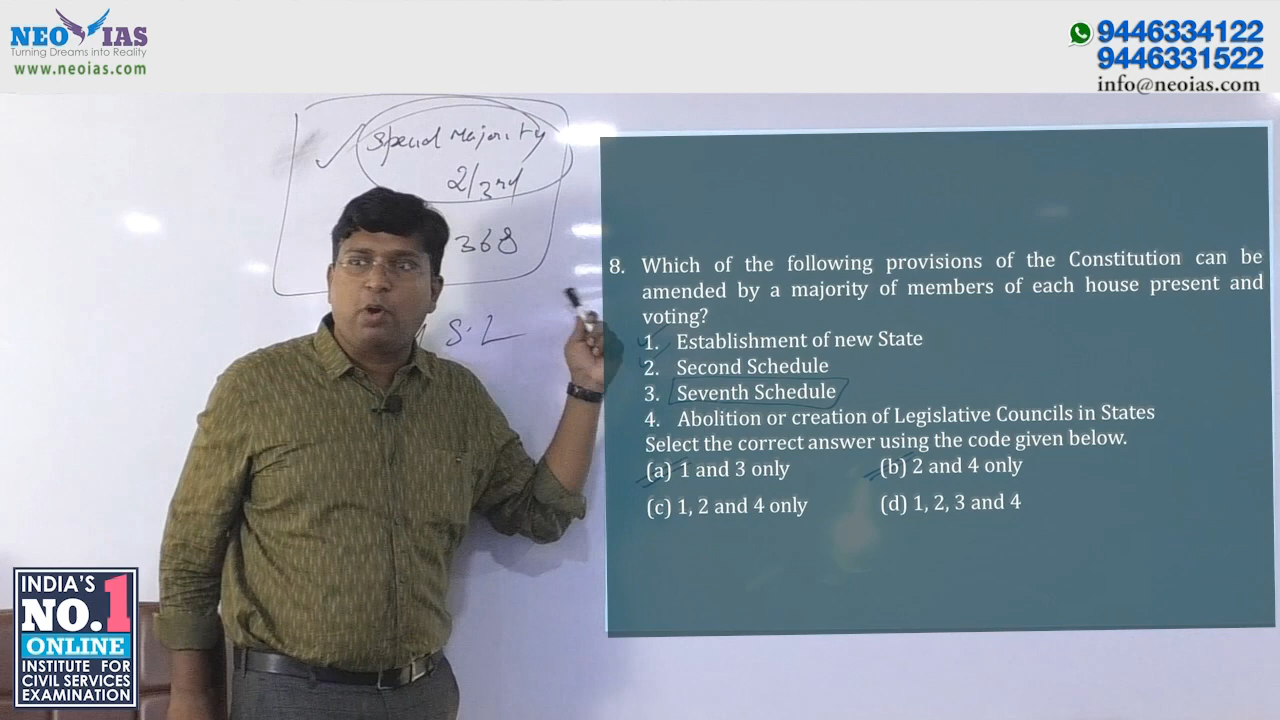 NEO IAS
Turning Dreams into Reality
www.neoias.com
9446334122
9446331522
info@neoias.com
Special Majority
2/3rd
368
S.L
8. Which of the following provisions of the Constitution can be
amended by a majority of members of each house present and
voting?
1. Establishment of new State
2. Second Schedule
3. Seventh Schedule
4. Abolition or creation of Legislative Councils in States
Select the correct answer using the code given below.
(a) 1 and 3 only
(b) 2 and 4 only
(c) 1, 2 and 4 only
(d) 1, 2, 3 and 4
INDIA'S
NO.1
ONLINE
INSTITUTE FOR
CIVIL SERVICES
EXAMINATION